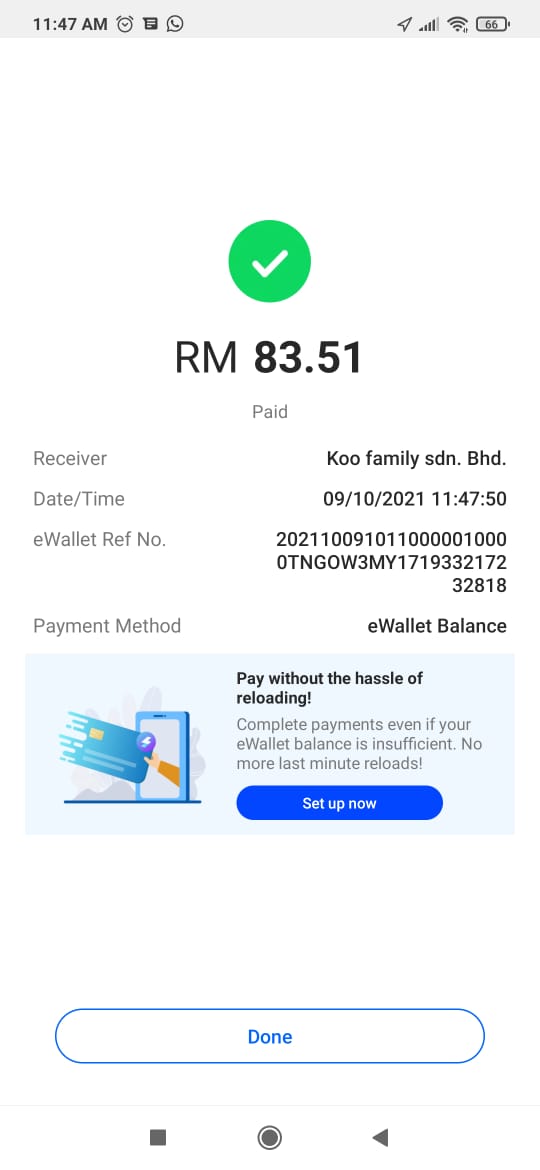 11:47 AM
66
RM 83.51
Paid
Receiver Koo family sdn. Bhd.
Date/Time 09/10/2021 11:47:50
eWallet Ref No. 202110091011000001000
0TNGOW3MY1719332172
32818
Payment Method eWallet Balance
Pay without the hassle of
reloading!
Complete payments even if your
eWallet balance is insufficient. No
more last minute reloads!
Set up now
Done